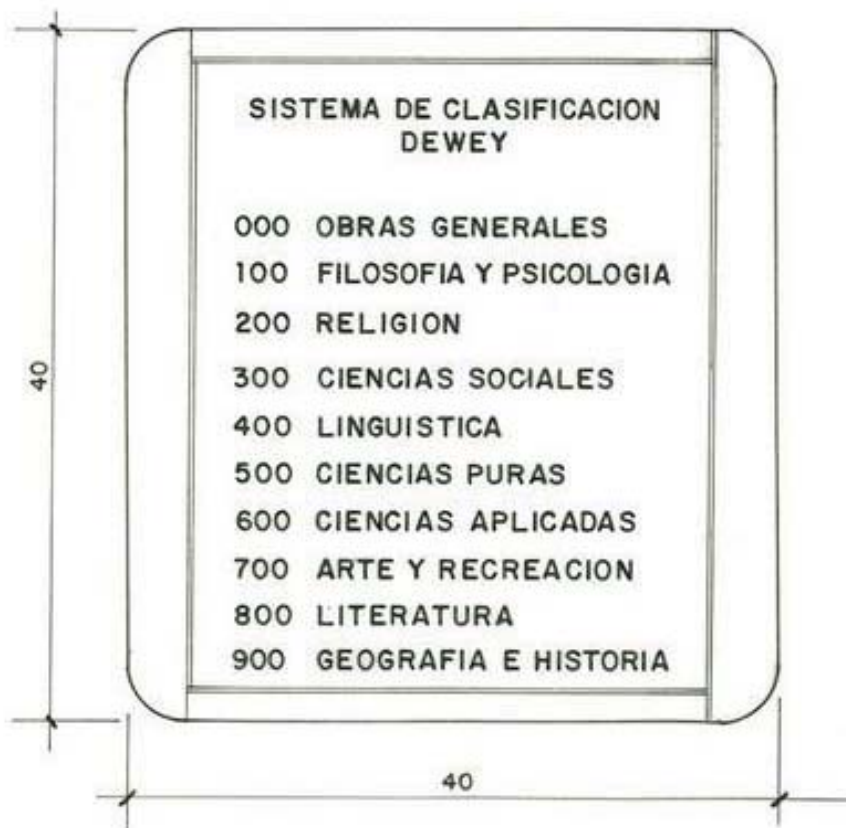 SISTEMA DE CLASIFICACION
DEWEY
000 OBRAS GENERALES
100 FILOSOFIA Y PSICOLOGIA
200 RELIGION
300 CIENCIAS SOCIALES
400 LINGUISTICA
500 CIENCIAS PURAS
600 CIENCIAS APLICADAS
700 ARTE Y RECREACION
800 LITERATURA
900 GEOGRAFIA E HISTORIA
40
40